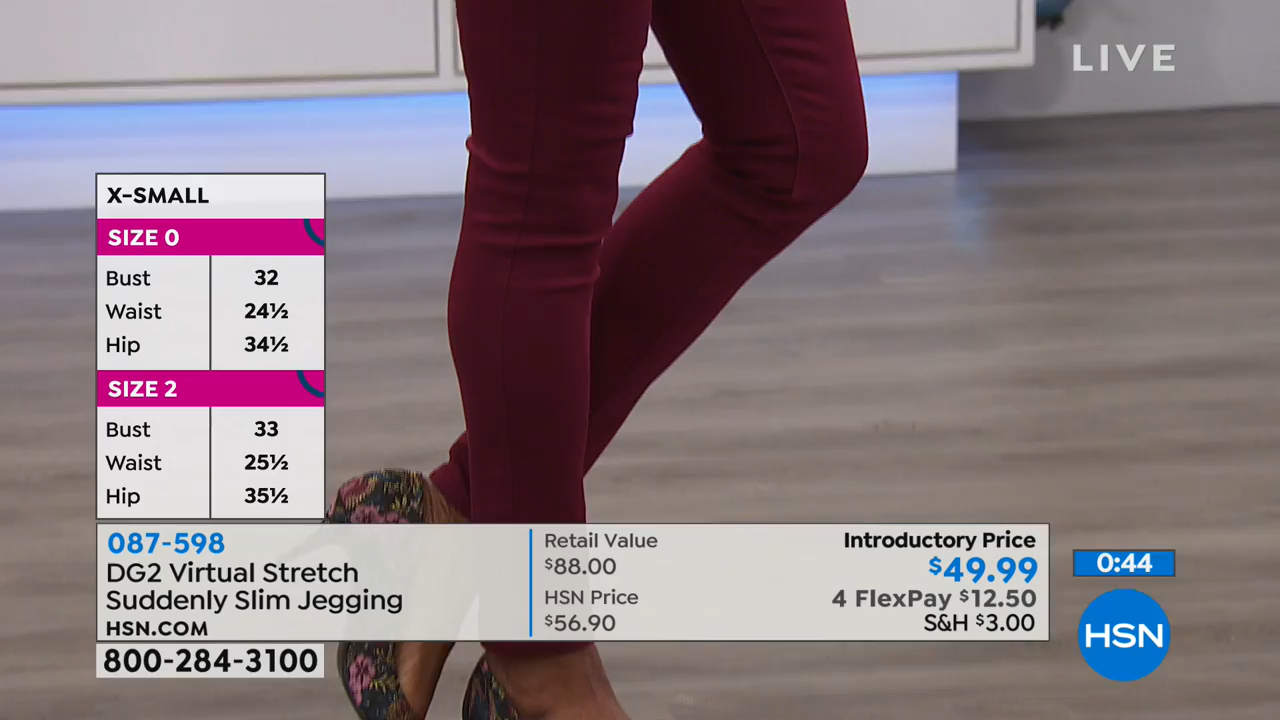 LIVE
X-SMALL
SIZE 0
Bust 32
Waist 24½
Hip 34½
SIZE 2
Bust 33
Waist 25½
Hip 35½
087-598
DG2 Virtual Stretch
Suddenly Slim Jegging
HSN.COM
800-284-3100
Retail Value
$88.00
HSN Price
$56.90
Introductory Price
$49.99
4 FlexPay $12.50
S&H $3.00
0:44
HSN